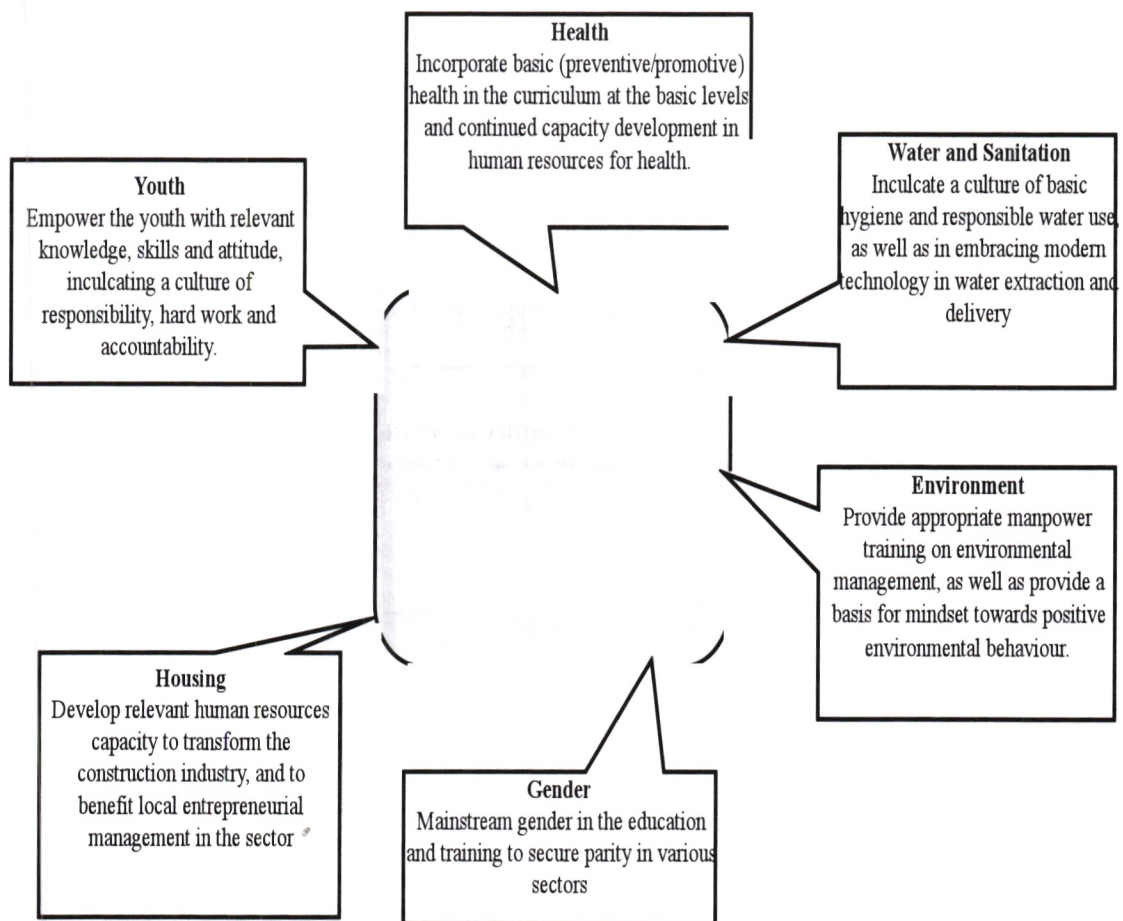 Health
Incorporate basic (preventive/promotive)
health in the curriculum at the basic levels
and continued capacity development in
human resources for health.
Youth
Empower the youth with relevant
knowledge, skills and attitude,
inculcating a culture of
responsibility, hard work and
accountability.
Water and Sanitation
Inculcate a culture of basic
hygiene and responsible water use,
as well as in embracing modern
technology in water extraction and
delivery
Environment
Provide appropriate manpower
training on environmental
management, as well as provide a
basis for mindset towards positive
environmental behaviour.
Housing
Develop relevant human resources
capacity to transform the
construction industry, and to
benefit local entrepreneurial
management in the sector
Gender
Mainstream gender in the education
and training to secure parity in various
sectors